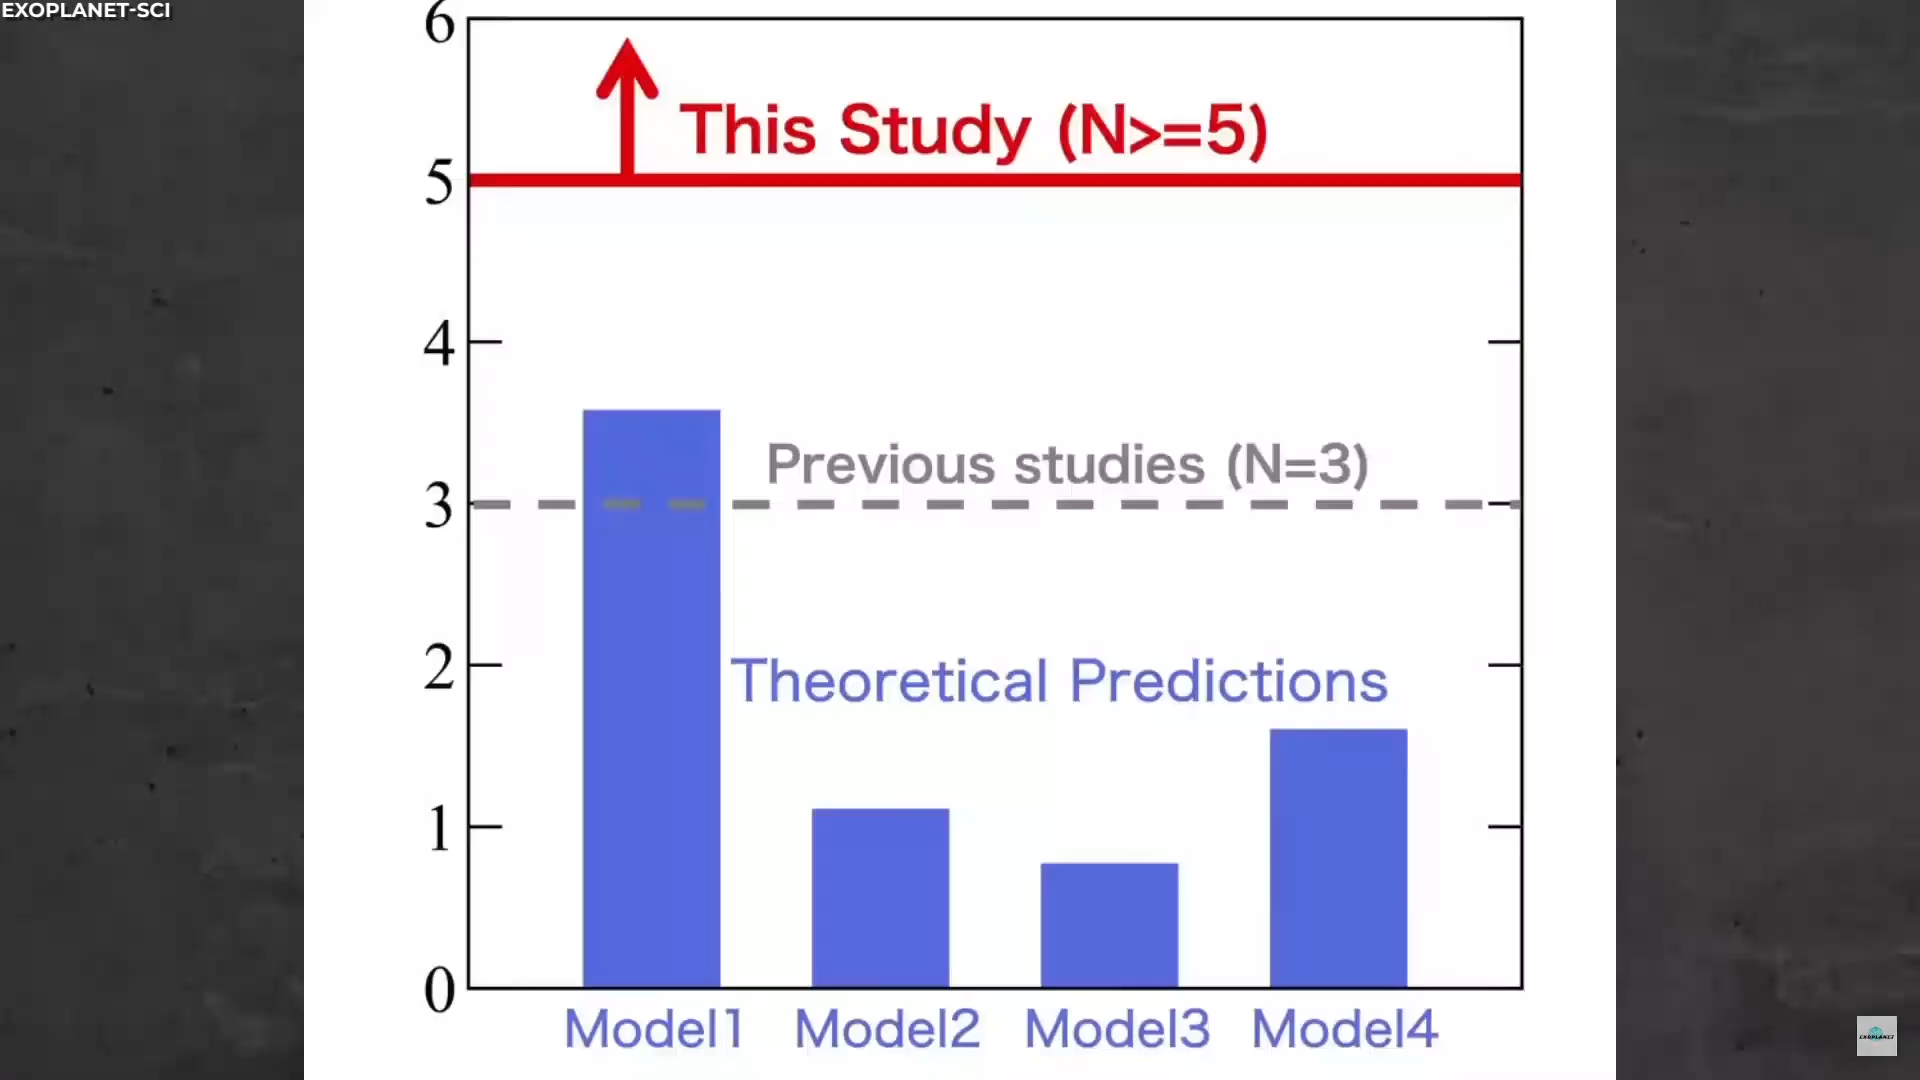 EXOPLANET-SCI
6
This Study (N>=5)
5
4
Previous studies (N=3)
3
2
Theoretical Predictions
1
0
Model1 Model2 Model3 Model4
EXOPLANET